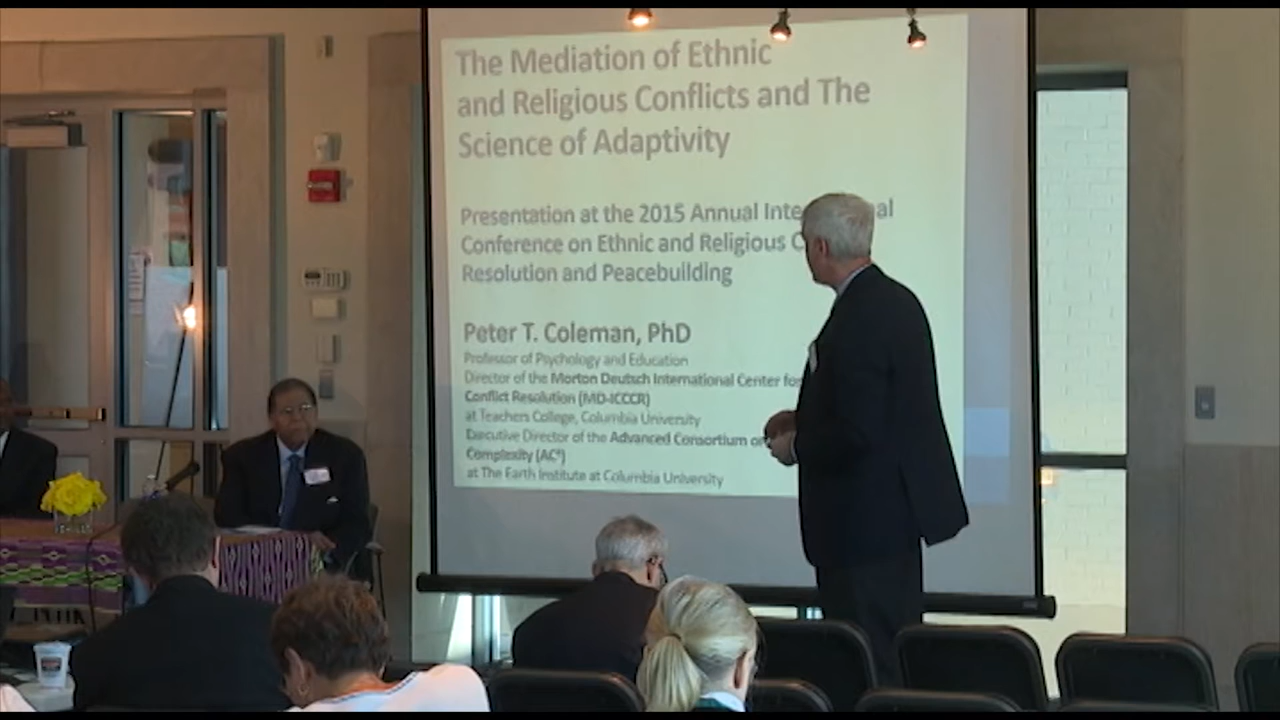 The Mediation of Ethnic
and Religious Conflicts and The
Science of Adaptivity
Presentation at the 2015 Annual Inte nal
Conference on Ethnic and Religious C
Resolution and Peacebuilding
Peter T. Coleman, PhD
Professor of Psychology and Education
Director of the Morton Deutsch International Center for
Conflict Resolution (MD-ICCCR)
at Teachers College, Columbia University
Executive Director of the Advanced Consortium on
Complexity (AC⁴)
at The Earth Institute at Columbia University